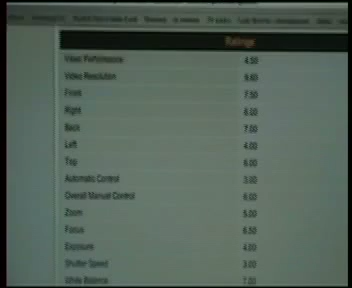 Ratings
Video Performance 4.50
Video Resolution 9.60
Front 7.50
Right 6.00
Back 7.00
Left 4.00
Top 6.00
Automatic Control 3.00
Overall Manual Control 6.00
Zoom 5.00
Focus 6.50
Exposure 4.00
Shutter Speed 3.00
White Balance 7.00